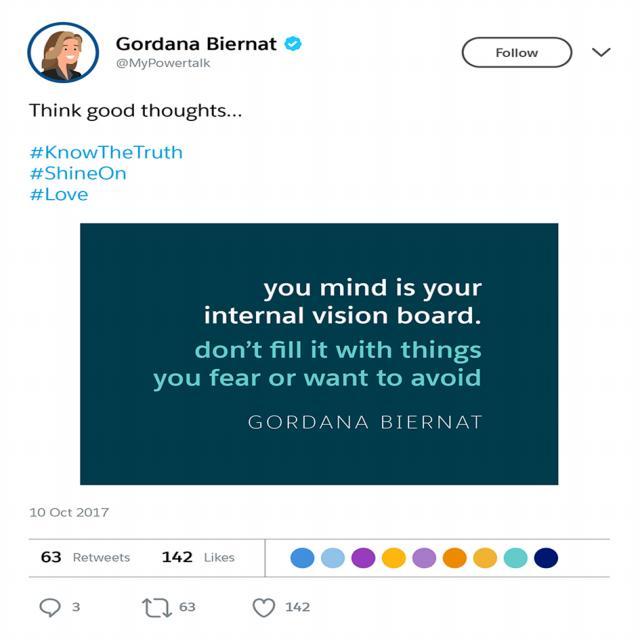 Gordana Biernat
@MyPowertalk
Follow
Think good thoughts...
#KnowTheTruth
#ShineOn
#Love
you mind is your
internal vision board.
don't fill it with things
you fear or want to avoid
GORDANA BIERNAT
10 Oct 2017
63 Retweets 142 Likes
3 63 142